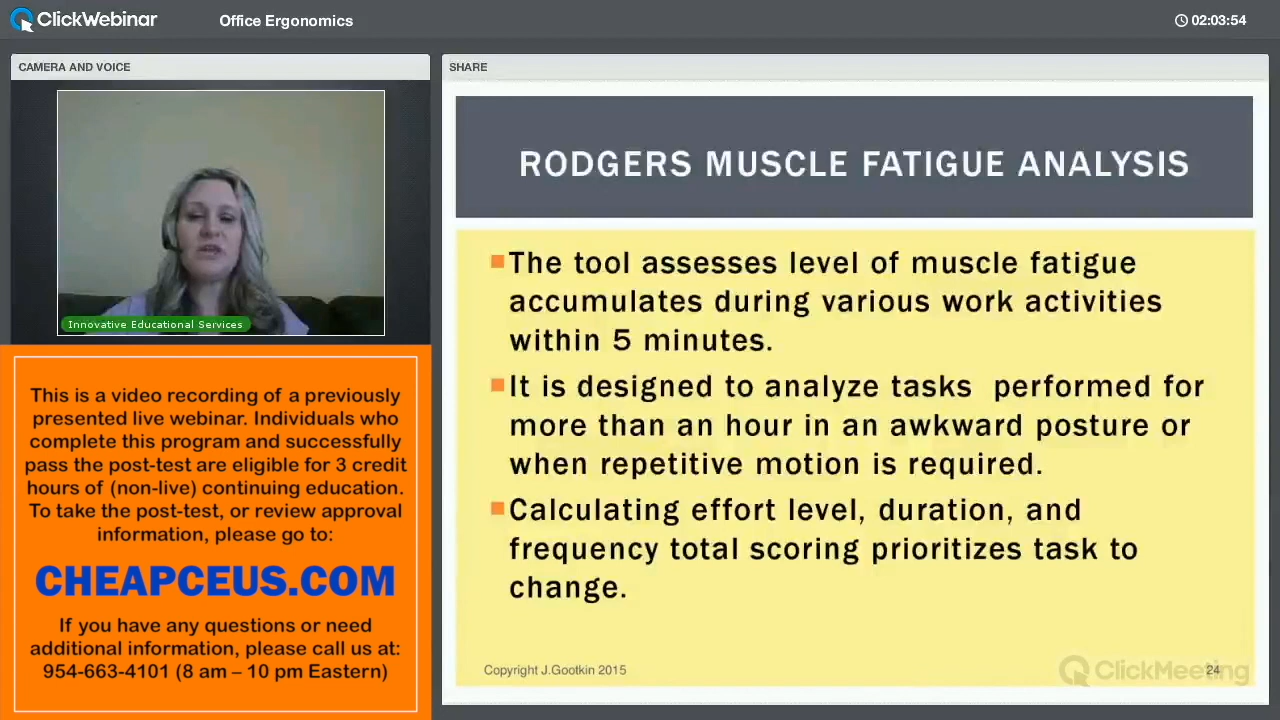 ClickWebinar
Office Ergonomics
02:03:54
CAMERA AND VOICE
Innovative Educational Services
This is a video recording of a previously
presented live webinar. Individuals who
complete this program and successfully
pass the post-test are eligible for 3 credit
hours of (non-live) continuing education.
To take the post-test, or review approval
information, please go to:
CHEAPCEUS.COM
If you have any questions or need
additional information, please call us at:
954-663-4101 (8 am – 10 pm Eastern)
SHARE
RODGERS MUSCLE FATIGUE ANALYSIS
The tool assesses level of muscle fatigue
accumulates during various work activities
within 5 minutes.
It is designed to analyze tasks performed for
more than an hour in an awkward posture or
when repetitive motion is required.
Calculating effort level, duration, and
frequency total scoring prioritizes task to
change.
Copyright J.Gootkin 2015
ClickMeeting
24